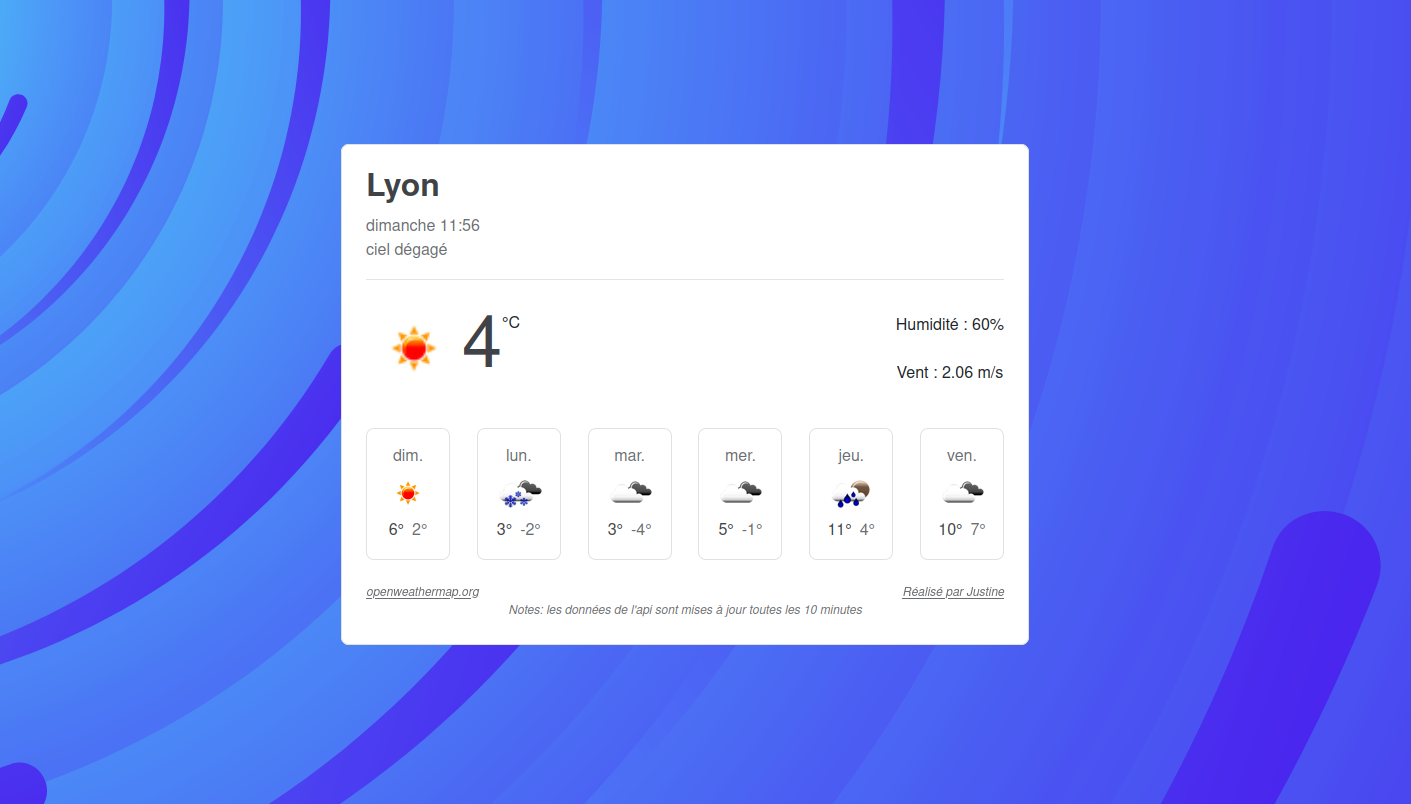 Lyon
dimanche 11:56
ciel dégagé
4 °C
Humidité : 60%
Vent : 2.06 m/s
dim. lun. mar. mer. jeu. ven.
6° 2° 3° -2° 3° -4° 5° -1° 11° 4° 10° 7°
openweathermap.org Réalisé par Justine
Notes: les données de l'api sont mises à jour toutes les 10 minutes